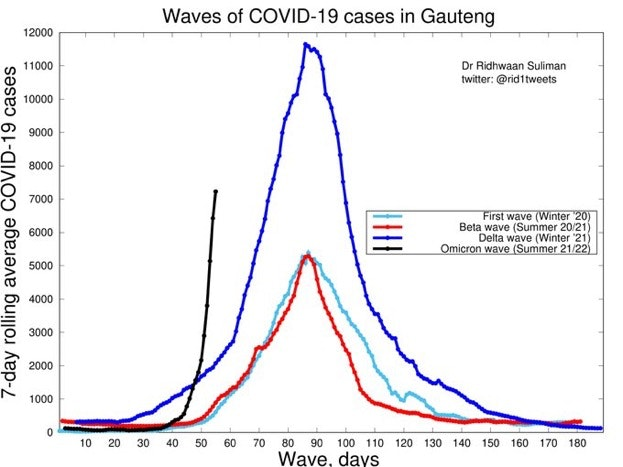 Waves of COVID-19 cases in Gauteng
7-day rolling average COVID-19 cases
12000
11000
10000
9000
8000
7000
6000
5000
4000
3000
2000
1000
0
Dr Ridhwaan Suliman
twitter: @rid1tweets
First wave (Winter '20)
Beta wave (Summer 20/21)
Delta wave (Winter '21)
Omicron wave (Summer 21/22)
10 20 30 40 50 60 70 80 90 100 110 120 130 140 150 160 170 180
Wave, days